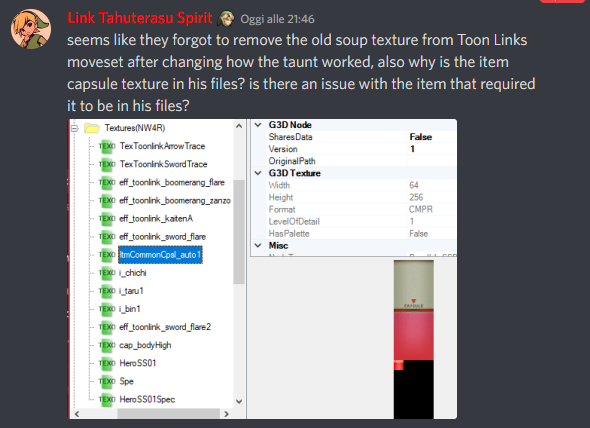 Link Tahuterasu Spirit Oggi alle 21:46
seems like they forgot to remove the old soup texture from Toon Links
moveset after changing how the taunt worked, also why is the item
capsule texture in his files? is there an issue with the item that required
it to be in his files?
Textures(NW4R)
TEX0 TexToonlinkArrowTrace
TEX0 TexToonlinkSwordTrace
TEX0 eff_toonlink_boomerang_flare
TEX0 eff_toonlink_boomerang_zanzo
TEX0 eff_toonlink_kaitenA
TEX0 eff_toonlink_sword_flare
TEX0 ItmCommonCpal_auto1
TEX0 i_chichi
TEX0 i_taru1
TEX0 i_bin1
TEX0 eff_toonlink_sword_flare2
TEX0 cap_bodyHigh
TEX0 HeroSS01
TEX0 Spe
TEX0 HeroSS01Spec
G3D Node
SharesData False
Version 1
OriginalPath
G3D Texture
Width 64
Height 256
Format CMPR
LevelOfDetail 1
HasPalette False
Misc
CAPSULE